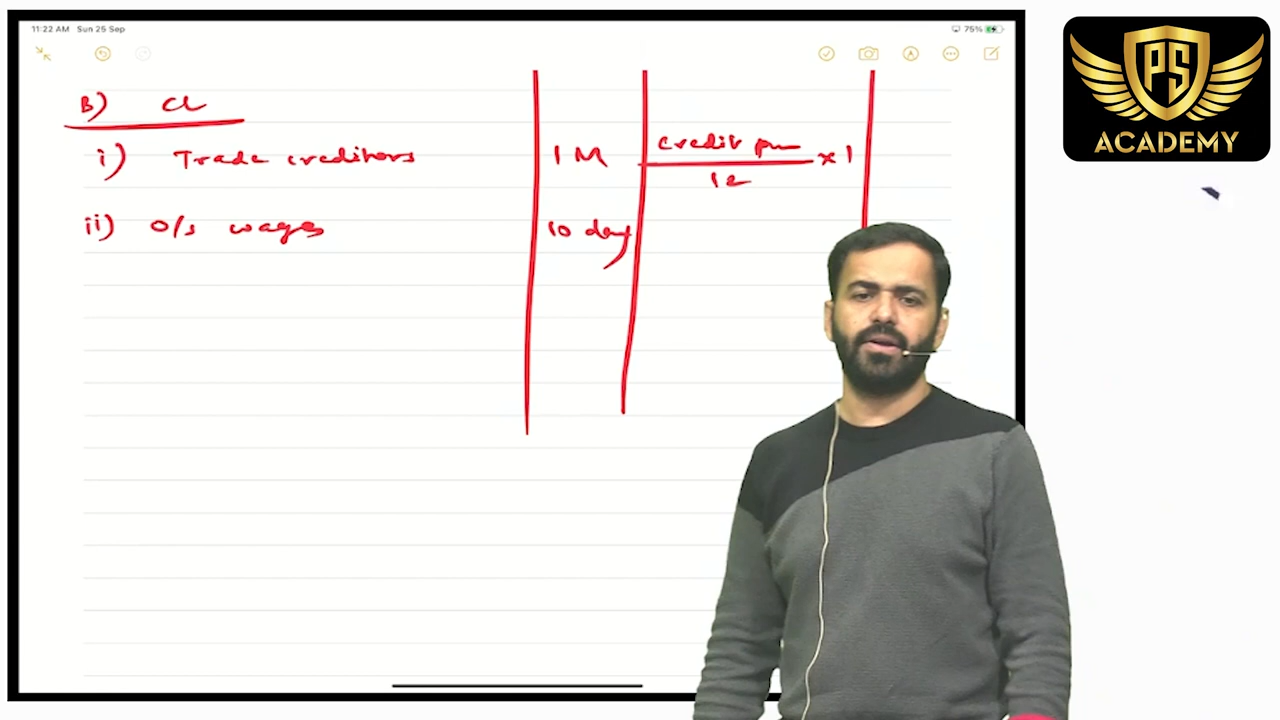 11:22 AM Sun 25 Sep
75%
PS
ACADEMY
B) CL
i) Trade creditors 1 M credit pur x 1
12
ii) O/s wages 10 days